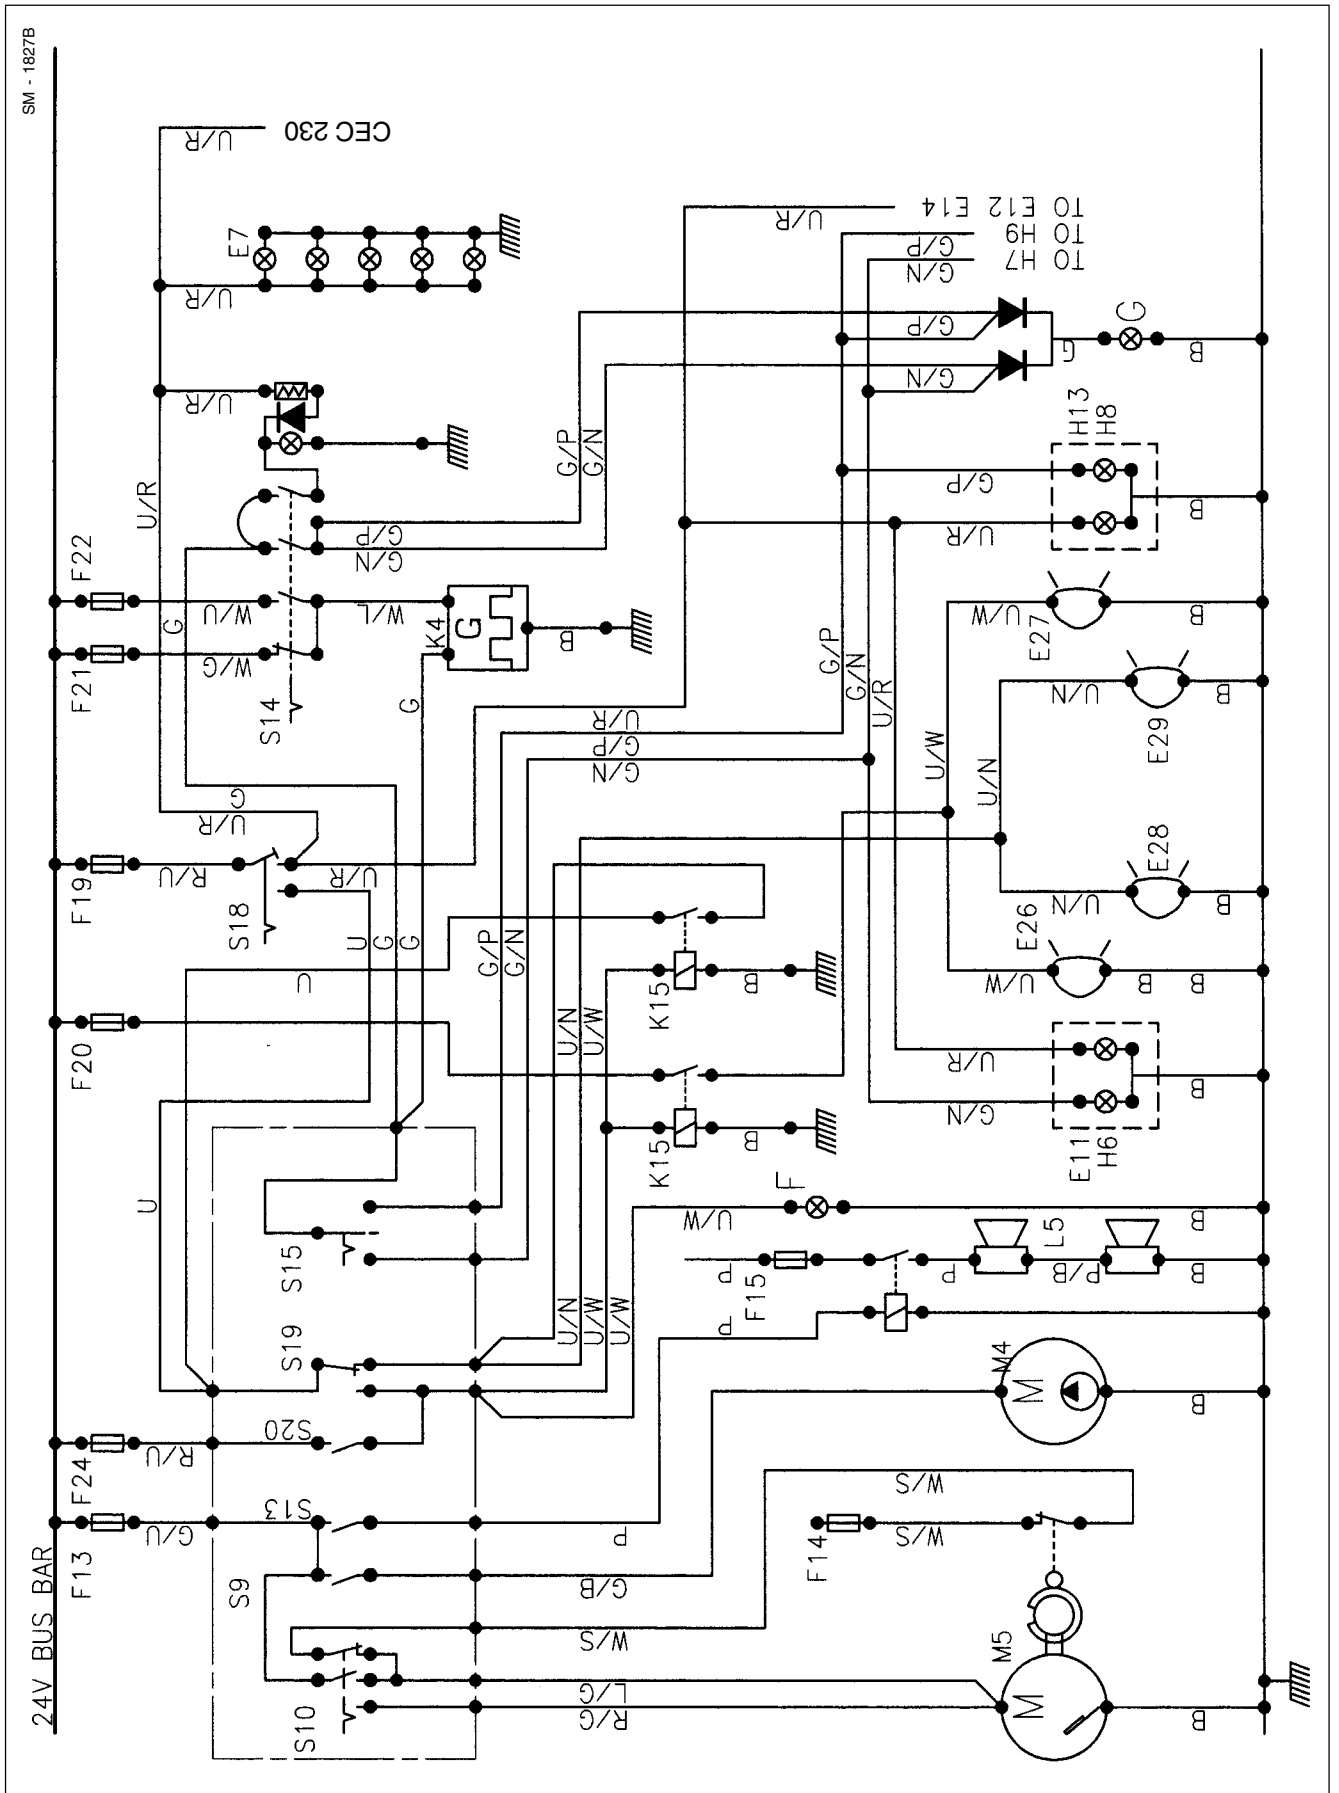 SM - 1827B
24V BUS BAR
F13
F24
F20
F19
F21
F22
G/U
R/U
R/U
W/G
W/U
U/R
U/R
CEC 230
E7
U/R
U/R
G
U/R
G
S14
S18
U/R
U
G
G
G
U
U
W/L
K4
G
B
G/P
G/N
G/P
G/N
S10
S9
S13
S20
S19
S15
R/G
L/G
W/S
G/B
P
U/N
U/W
U/W
U/N
U/W
G/P
G/N
U/R
G/P
G/N
K15
B
K15
B
P
P
F15
U/W
F
F14
W/S
W/S
G/P
G/N
U/R
U/W
U/N
U/R
TO E12 E14
TO H9
TO H7
G/P
G/N
G/P
G/N
G
G
B
H13
H8
G/P
U/R
B
E27
U/W
B
E29
U/N
B
E28
U/N
B
E26
U/W
B
B
U/R
G/N
E11
H6
B
B
P
L5
P/B
B
M4
M
B
M5
M
B